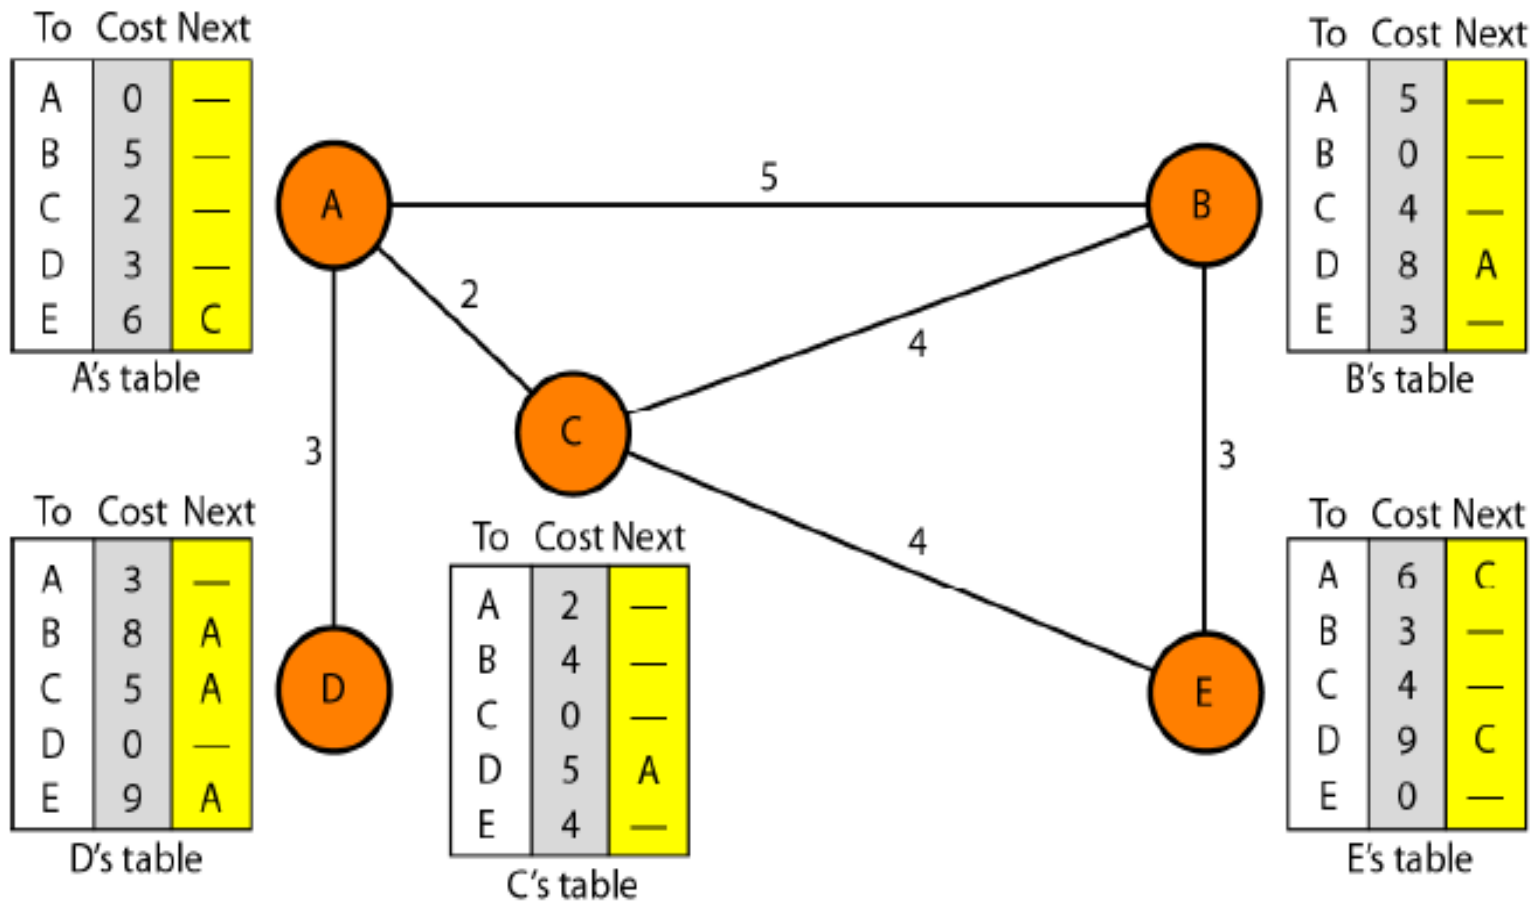 To Cost Next
A 0 —
B 5 —
C 2 —
D 3 —
E 6 C
A's table
To Cost Next
A 5 —
B 0 —
C 4 —
D 8 A
E 3 —
B's table
A
5
B
2
4
C
3
3
4
D
E
To Cost Next
A 3 —
B 8 A
C 5 A
D 0 —
E 9 A
D's table
To Cost Next
A 2 —
B 4 —
C 0 —
D 5 A
E 4 —
C's table
To Cost Next
A 6 C
B 3 —
C 4 —
D 9 C
E 0 —
E's table